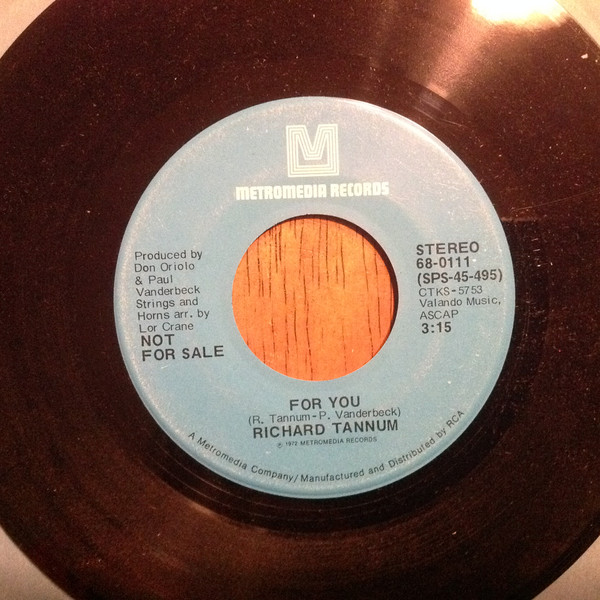 M
METROMEDIA RECORDS
Produced by
Don Oriolo
& Paul
Vanderbeck
Strings and
Horns arr. by
Lor Crane
NOT
FOR SALE
STEREO
68-0111
(SPS-45-495)
CTKS-5753
Valando Music,
ASCAP
3:15
FOR YOU
(R. Tannum-P. Vanderbeck)
RICHARD TANNUM
℗ 1972 METROMEDIA RECORDS
A Metromedia Company/Manufactured and Distributed by RCA